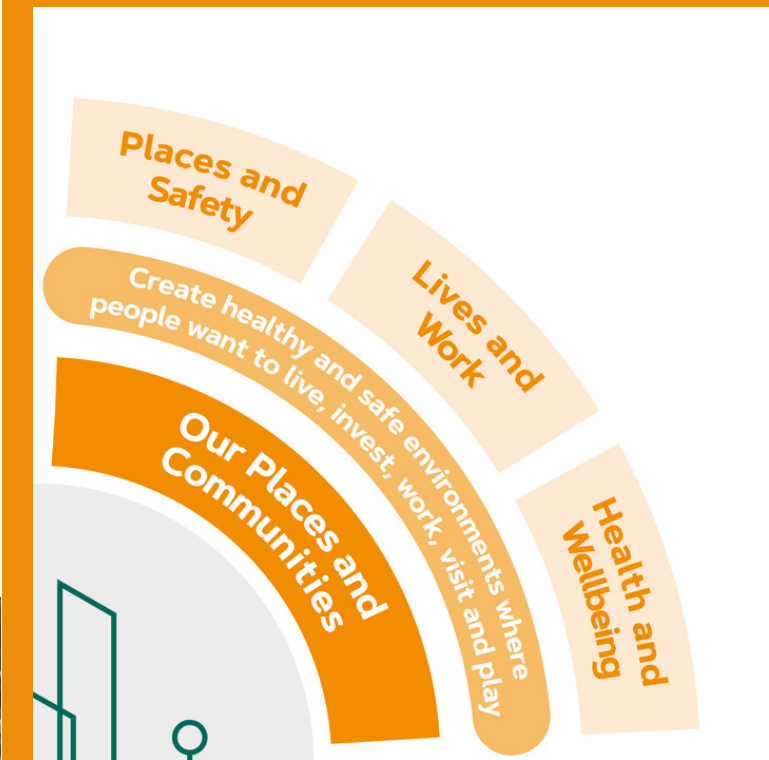 Places and
Safety
Lives and
Work
Health and
Wellbeing
Create healthy and safe environments where
people want to live, invest, work, visit and play
Our Places and
Communities